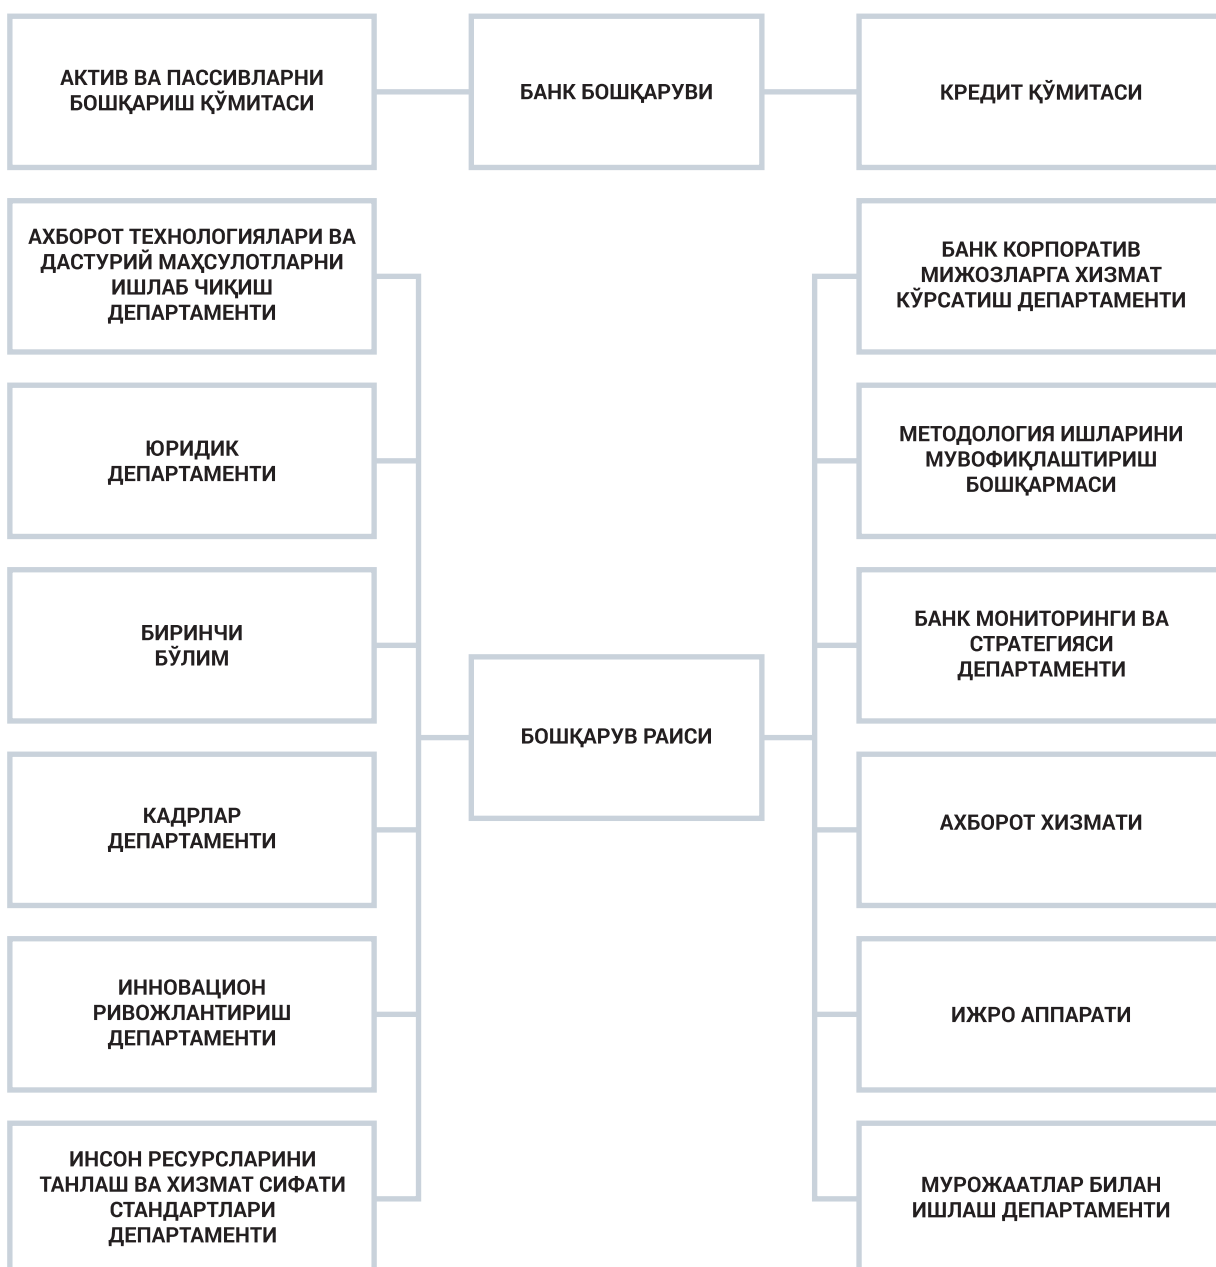 АКТИВ ВА ПАССИВЛАРНИ
БОШҚАРИШ ҚЎМИТАСИ
БАНК БОШҚАРУВИ
КРЕДИТ ҚЎМИТАСИ
АХБОРОТ ТЕХНОЛОГИЯЛАРИ ВА
ДАСТУРИЙ МАҲСУЛОТЛАРНИ
ИШЛАБ ЧИҚИШ
ДЕПАРТАМЕНТИ
БАНК КОРПОРАТИВ
МИЖОЗЛАРГА ХИЗМАТ
КЎРСАТИШ ДЕПАРТАМЕНТИ
ЮРИДИК
ДЕПАРТАМЕНТИ
МЕТОДОЛОГИЯ ИШЛАРИНИ
МУВОФИҚЛАШТИРИШ
БОШҚАРМАСИ
БИРИНЧИ
БЎЛИМ
БАНК МОНИТОРИНГИ ВА
СТРАТЕГИЯСИ
ДЕПАРТАМЕНТИ
БОШҚАРУВ РАИСИ
КАДРЛАР
ДЕПАРТАМЕНТИ
АХБОРОТ ХИЗМАТИ
ИННОВАЦИОН
РИВОЖЛАНТИРИШ
ДЕПАРТАМЕНТИ
ИЖРО АППАРАТИ
ИНСОН РЕСУРСЛАРИНИ
ТАНЛАШ ВА ХИЗМАТ СИФАТИ
СТАНДАРТЛАРИ
ДЕПАРТАМЕНТИ
МУРОЖААТЛАР БИЛАН
ИШЛАШ ДЕПАРТАМЕНТИ